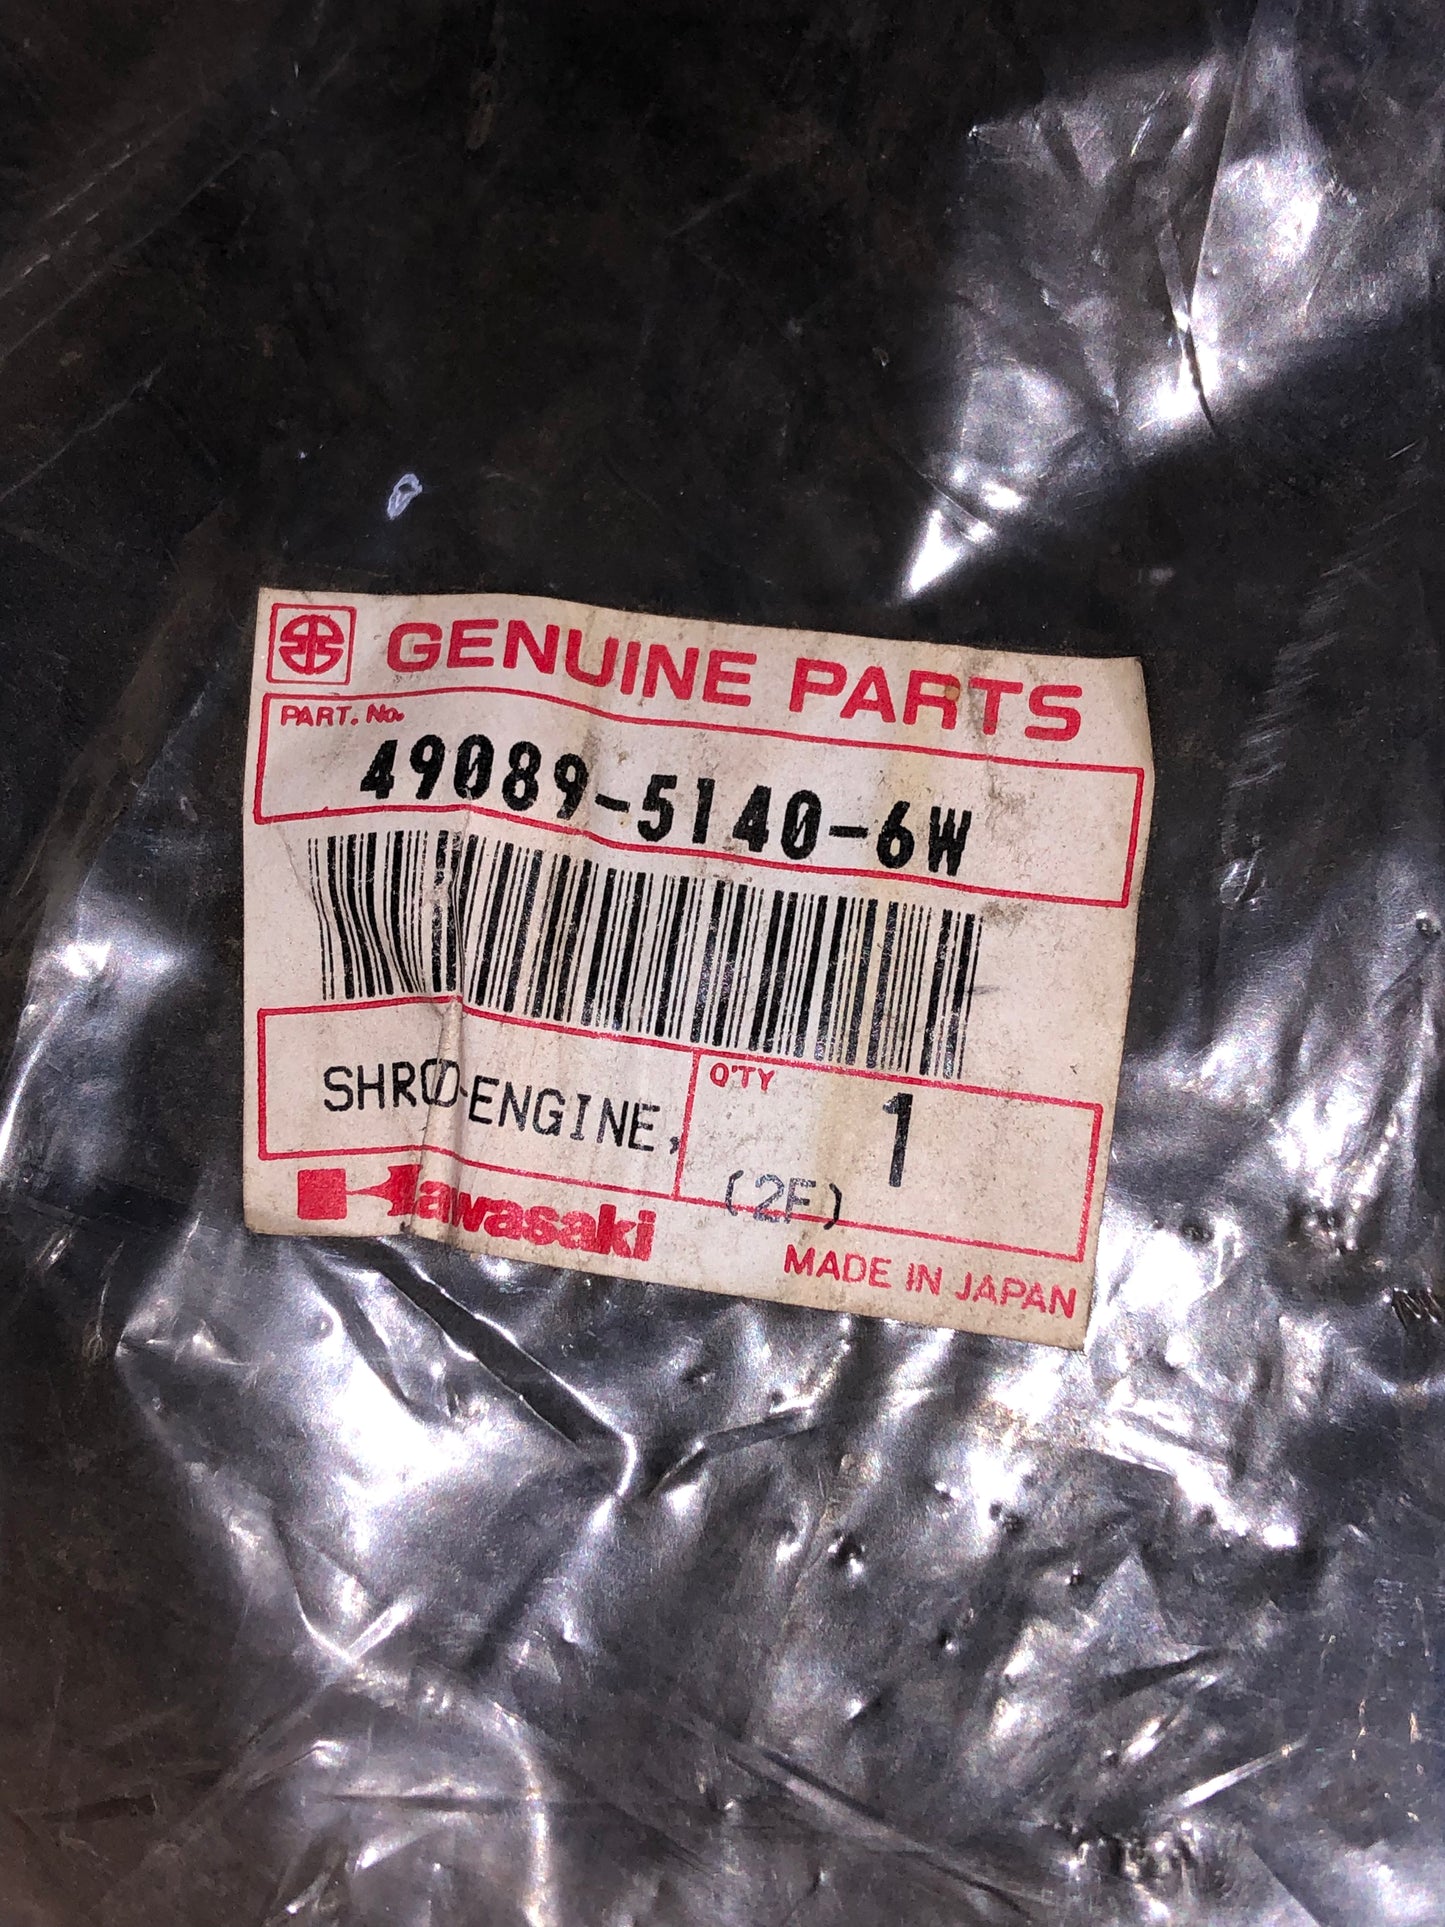 GENUINE PARTS
PART. No.
49089-5140-6W
SHROUD-ENGINE,
Q'TY
1
(2F)
Kawasaki
MADE IN JAPAN